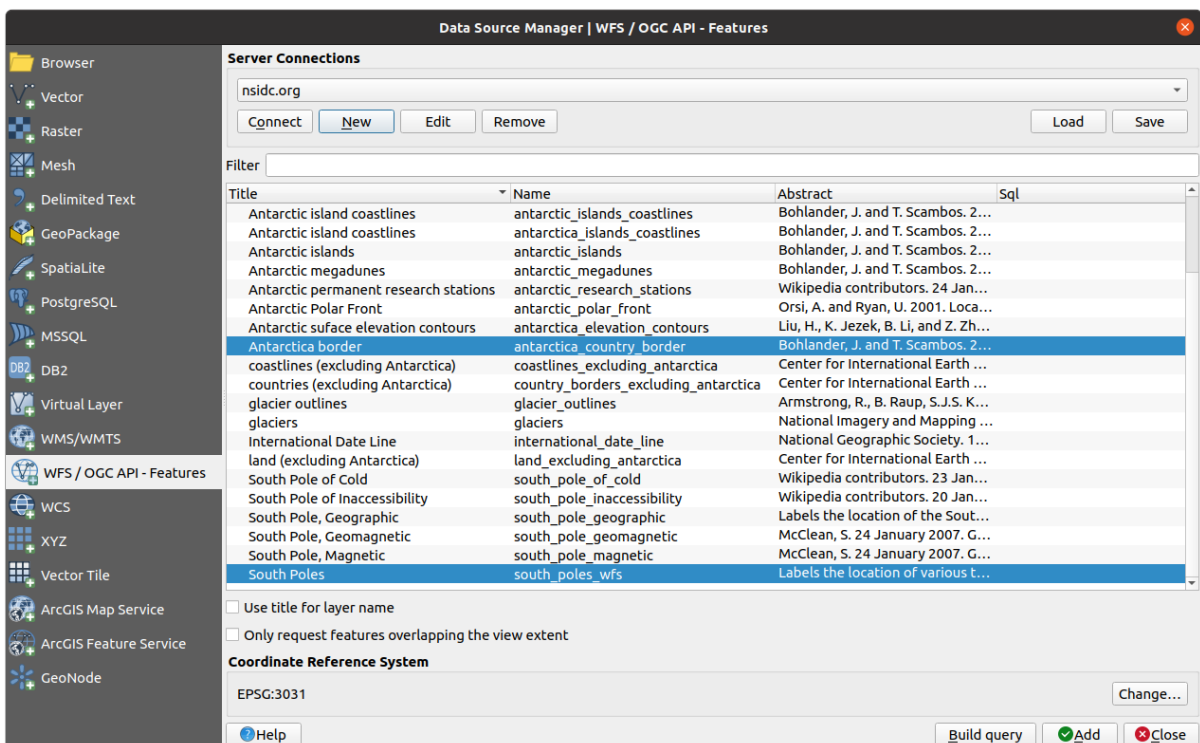 Data Source Manager | WFS / OGC API - Features
Browser
Vector
Raster
Mesh
Delimited Text
GeoPackage
SpatiaLite
PostgreSQL
MSSQL
DB2 DB2
Virtual Layer
WMS/WMTS
WFS / OGC API - Features
WCS
XYZ
Vector Tile
ArcGIS Map Service
ArcGIS Feature Service
GeoNode
Server Connections
nsidc.org
Connect New Edit Remove Load Save
Filter
Title Name Abstract Sql
Antarctic island coastlines antarctic_islands_coastlines Bohlander, J. and T. Scambos. 2…
Antarctic island coastlines antarctica_islands_coastlines Bohlander, J. and T. Scambos. 2…
Antarctic islands antarctic_islands Bohlander, J. and T. Scambos. 2…
Antarctic megadunes antarctic_megadunes Bohlander, J. and T. Scambos. 2…
Antarctic permanent research stations antarctic_research_stations Wikipedia contributors. 24 Jan…
Antarctic Polar Front antarctic_polar_front Orsi, A. and Ryan, U. 2001. Loca…
Antarctic suface elevation contours antarctica_elevation_contours Liu, H., K. Jezek, B. Li, and Z. Zh…
Antarctica border antarctica_country_border Bohlander, J. and T. Scambos. 2…
coastlines (excluding Antarctica) coastlines_excluding_antarctica Center for International Earth …
countries (excluding Antarctica) country_borders_excluding_antarctica Center for International Earth …
glacier outlines glacier_outlines Armstrong, R., B. Raup, S.J.S. K…
glaciers glaciers National Imagery and Mapping …
International Date Line international_date_line National Geographic Society. 1…
land (excluding Antarctica) land_excluding_antarctica Center for International Earth …
South Pole of Cold south_pole_of_cold Wikipedia contributors. 23 Jan…
South Pole of Inaccessibility south_pole_inaccessibility Wikipedia contributors. 20 Jan…
South Pole, Geographic south_pole_geographic Labels the location of the Sout…
South Pole, Geomagnetic south_pole_geomagnetic McClean, S. 24 January 2007. G…
South Pole, Magnetic south_pole_magnetic McClean, S. 24 January 2007. G…
South Poles south_poles_wfs Labels the location of various t…
Use title for layer name
Only request features overlapping the view extent
Coordinate Reference System
EPSG:3031 Change…
Help Build query Add Close